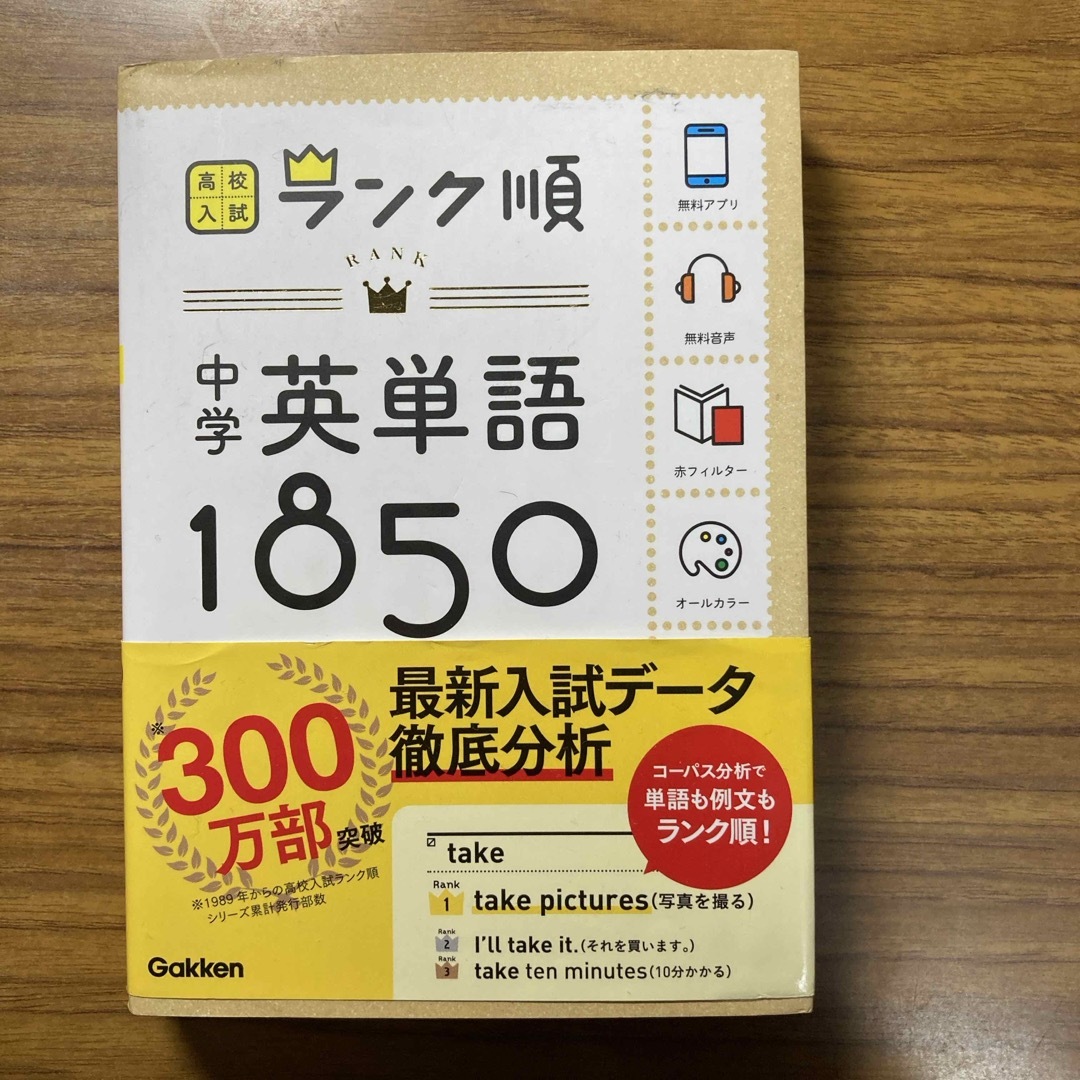 高校
入試
ランク順
RANK
中学
英単語
1850
無料アプリ
無料音声
赤フィルター
オールカラー
最新入試データ
徹底分析
※300
万部突破
※1989年からの高校入試ランク順
シリーズ累計発行部数
コーパス分析で
単語も例文も
ランク順!
take
Rank 1 take pictures(写真を撮る)
Rank 2 I'll take it.(それを買います。)
Rank 3 take ten minutes(10分かかる)
Gakken